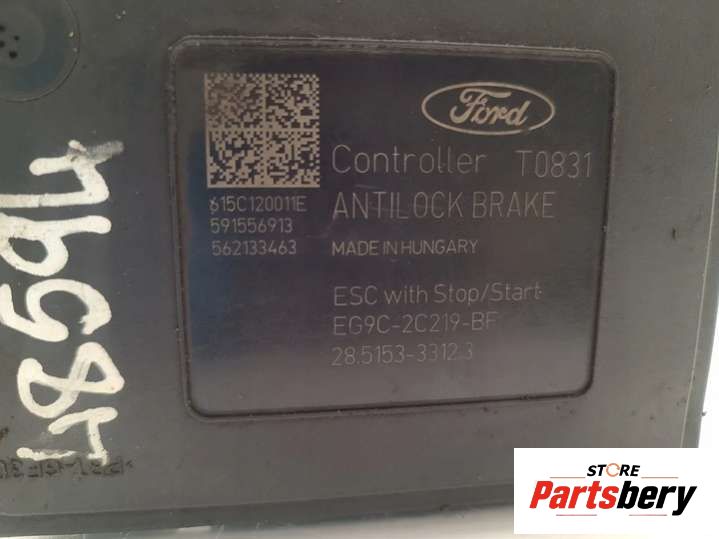 Ford
Controller T0831
ANTILOCK BRAKE
MADE IN HUNGARY
615C120011E
591556913
562133463
ESC with Stop/Start
EG9C-2C219-BF
28.5153-3312.3
STORE
Partsbery